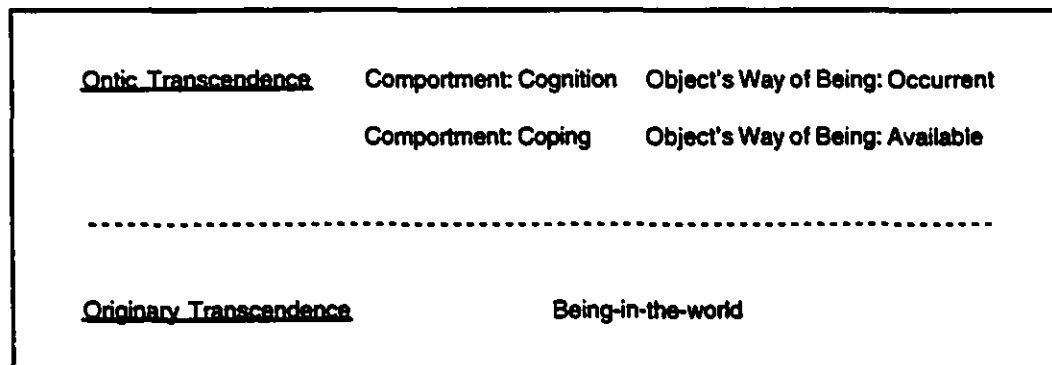 Ontic Transcendence Comportment: Cognition Object's Way of Being: Occurrent
Comportment: Coping Object's Way of Being: Available
Originary Transcendence Being-in-the-world